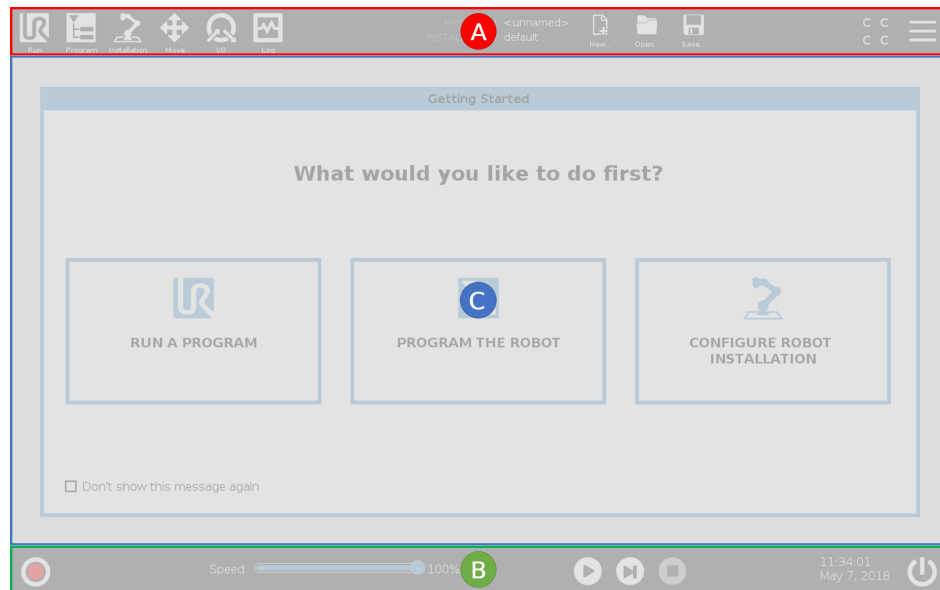 PR <unnamed>
INSTA default
A
C C
C C
Run Program Installation Move I/O Log New... Open... Save...
Getting Started
What would you like to do first?
C
RUN A PROGRAM
PROGRAM THE ROBOT
CONFIGURE ROBOT
INSTALLATION
Don't show this message again
Speed 100% B
11:34:01
May 7, 2018